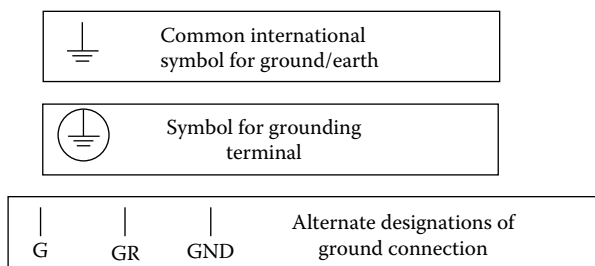 Common international
symbol for ground/earth
Symbol for grounding
terminal
G GR GND
Alternate designations of
ground connection